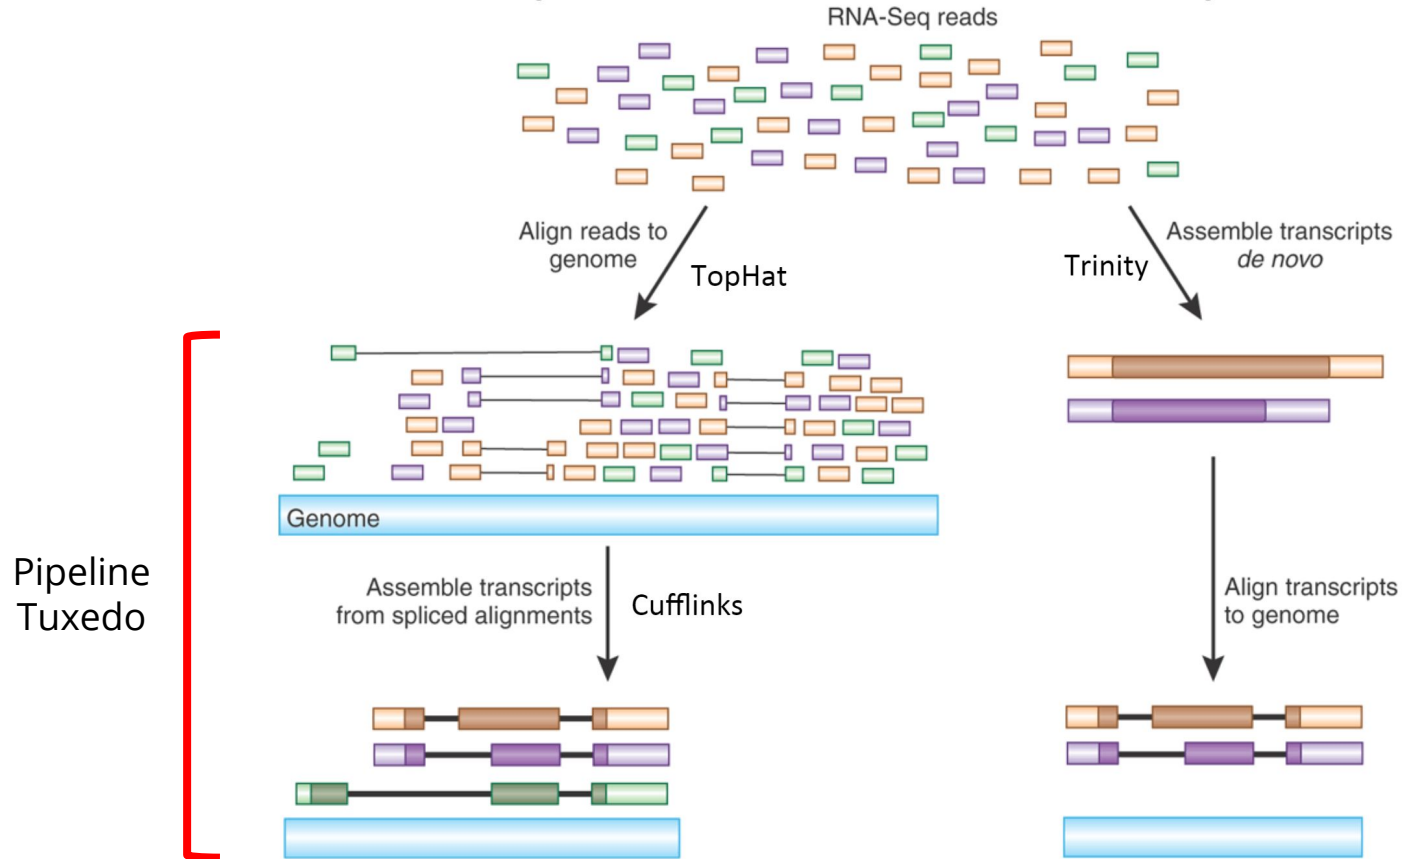 RNA-Seq reads
Align reads to
genome
TopHat
Trinity
Assemble transcripts
de novo
Genome
Pipeline
Tuxedo
Assemble transcripts
from spliced alignments
Cufflinks
Align transcripts
to genome